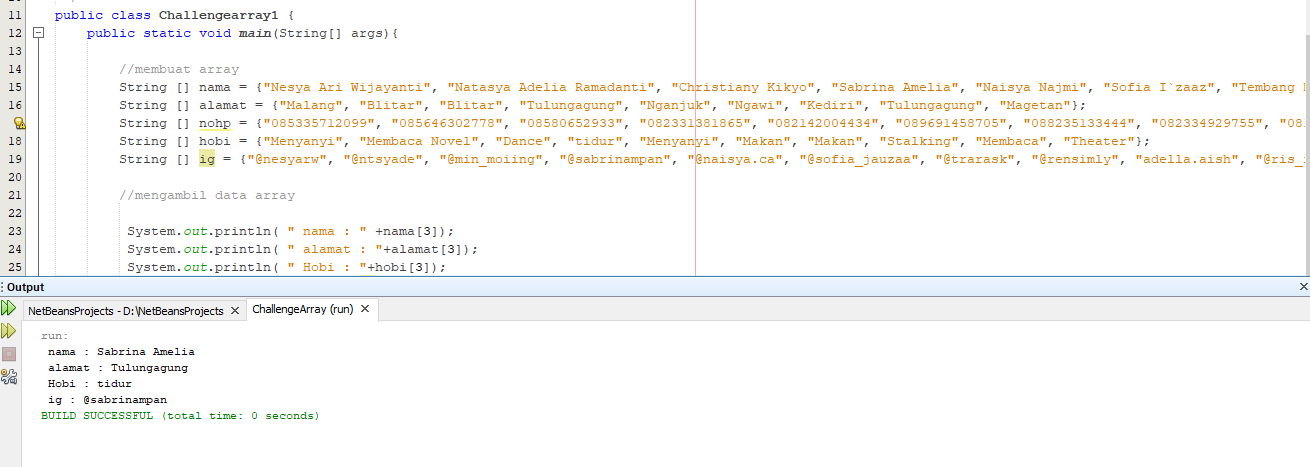 11 public class Challengearray1 {
12 public static void main(String[] args){
13
14 //membuat array
15 String [] nama = {"Nesya Ari Wijayanti", "Natasya Adelia Ramadanti", "Christiany Kikyo", "Sabrina Amelia", "Naisya Najmi", "Sofia I`zaaz", "Tembang
16 String [] alamat = {"Malang", "Blitar", "Blitar", "Tulungagung", "Nganjuk", "Ngawi", "Kediri", "Tulungagung", "Magetan"};
String [] nohp = {"085335712099", "085646302778", "08580652933", "082331381865", "082142004434", "089691458705", "088235133444", "082334929755", "08
18 String [] hobi = {"Menyanyi", "Membaca Novel", "Dance", "tidur", "Menyanyi", "Makan", "Makan", "Stalking", "Membaca", "Theater"};
19 String [] ig = {"@nesyarw", "@ntsyade", "@min_moiing", "@sabrinampan", "@naisya.ca", "@sofia_jauzaa", "@trarask", "@rensimly", "adella.aish", "@ris_
20
21 //mengambil data array
22
23 System.out.println( " nama : " +nama[3]);
24 System.out.println( " alamat : "+alamat[3]);
25 System.out.println( " Hobi : "+hobi[3]);
Output
NetBeansProjects - D:\NetBeansProjects ChallengeArray (run)
run:
nama : Sabrina Amelia
alamat : Tulungagung
Hobi : tidur
ig : @sabrinampan
BUILD SUCCESSFUL (total time: 0 seconds)